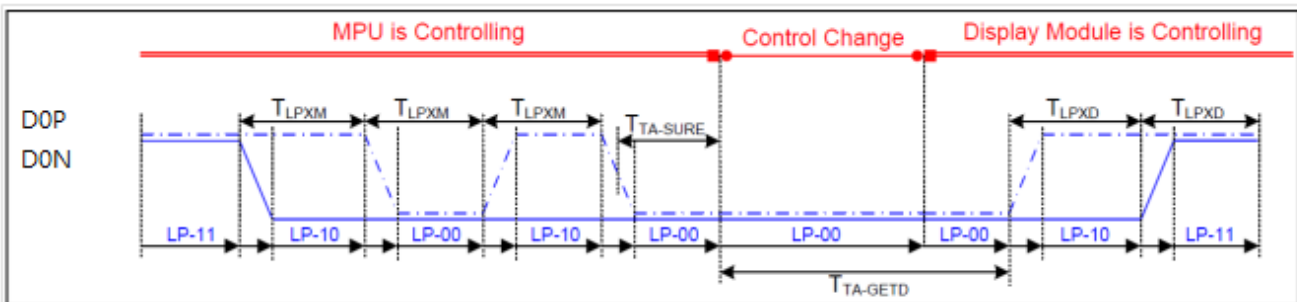 MPU is Controlling Control Change Display Module is Controlling
TLPXM TLPXM TLPXM TLPXD TLPXD
D0P
TTA-SURE
D0N
LP-11 LP-10 LP-00 LP-10 LP-00 LP-00 LP-00 LP-10 LP-11
TTA-GETD